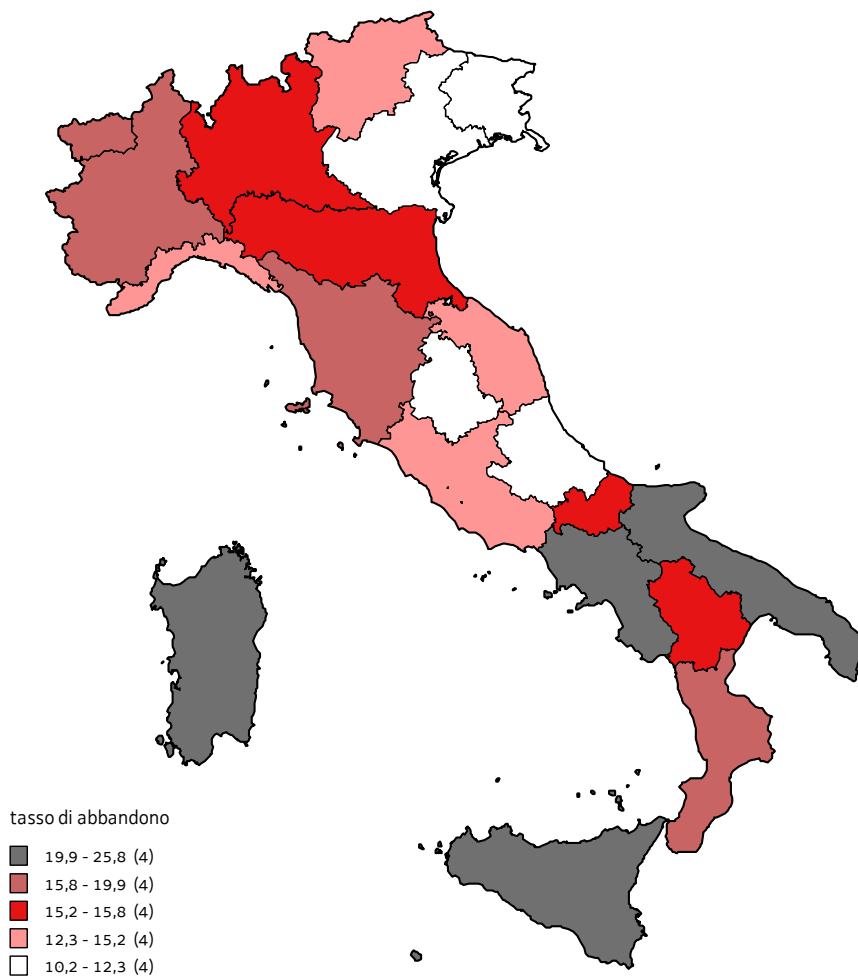 tasso di abbandono
19,9 - 25,8 (4)
15,8 - 19,9 (4)
15,2 - 15,8 (4)
12,3 - 15,2 (4)
10,2 - 12,3 (4)